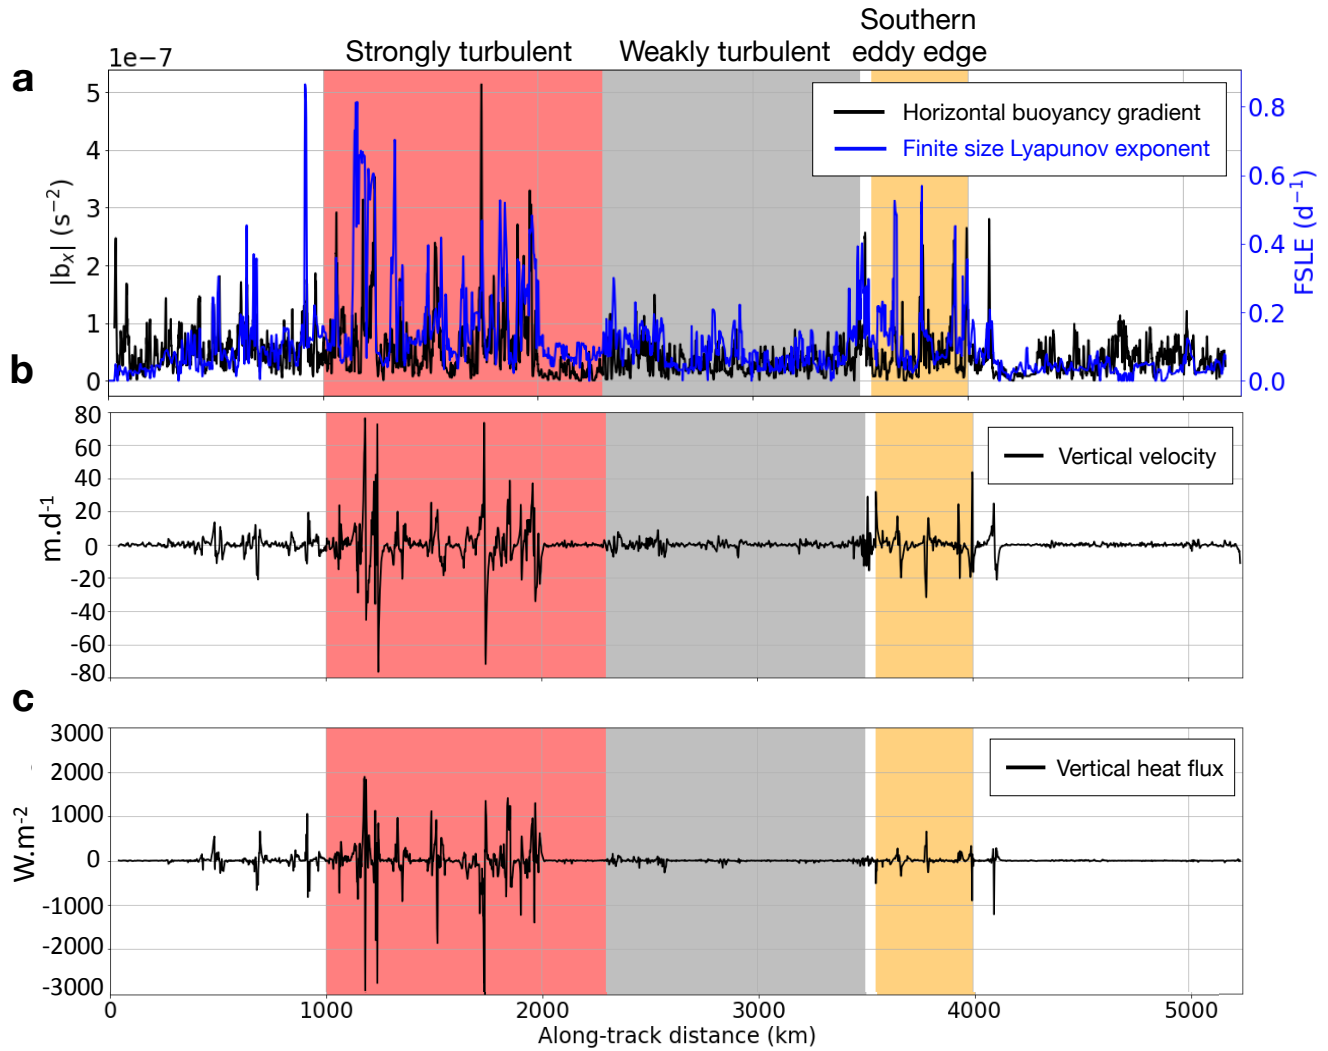 Southern
Strongly turbulent Weakly turbulent eddy edge
a
1e−7
5
4
3
2
1
0
|bₓ| (s⁻²)
Horizontal buoyancy gradient
Finite size Lyapunov exponent
0.8
0.6
0.4
0.2
0.0
FSLE (d⁻¹)
b
80
60
40
20
0
-20
-40
-60
-80
m.d⁻¹
Vertical velocity
c
3000
2000
1000
0
-1000
-2000
-3000
W.m⁻²
Vertical heat flux
0 1000 2000 3000 4000 5000
Along-track distance (km)